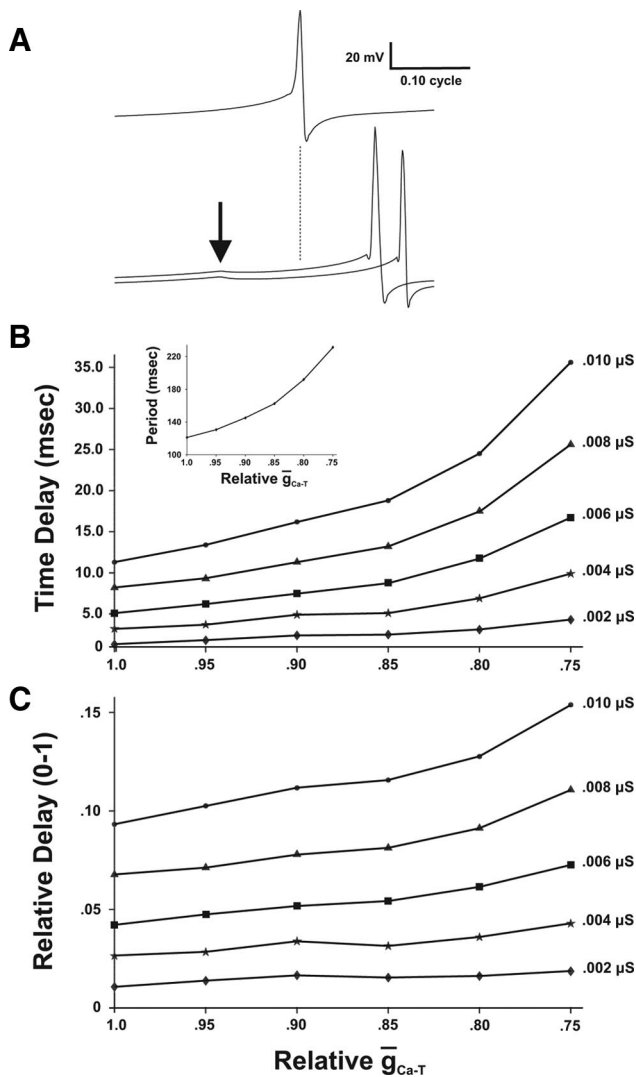 A
20 mV
0.10 cycle
B
Time Delay (msec)
35.0
30.0
25.0
20.0
15.0
10.0
5.0
0
1.0 .95 .90 .85 .80 .75
Period (msec)
220
180
140
100
1.0 .95 .90 .85 .80 .75
Relative g̅Ca-T
.010 µS
.008 µS
.006 µS
.004 µS
.002 µS
C
Relative Delay (0-1)
.15
.10
.05
0
1.0 .95 .90 .85 .80 .75
.010 µS
.008 µS
.006 µS
.004 µS
.002 µS
Relative g̅Ca-T